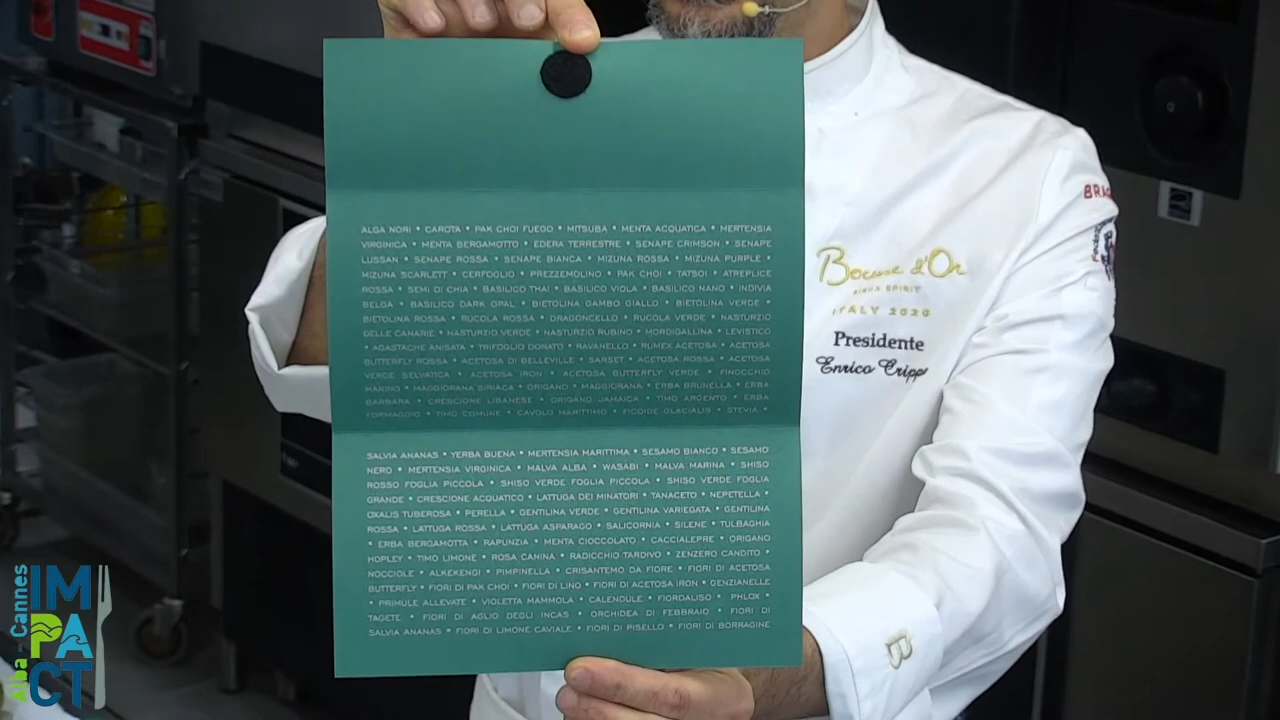 ALGA NORI • CAROTA • PAK CHOI FUEGO • MITSUBA • MENTA ACQUATICA • MERTENSIA
VIRGINICA • MENTA BERGAMOTTO • EDERA TERRESTRE • SENAPE CRIMSON • SENAPE
LUSSAN • SENAPE ROSSA • SENAPE BIANCA • MIZUNA ROSSA • MIZUNA PURPLE •
MIZUNA SCARLETT • CERFOGLIO • PREZZEMOLINO • PAK CHOI • TATSOI • ATREPLICE
ROSSA • SEMI DI CHIA • BASILICO THAI • BASILICO VIOLA • BASILICO NANO • INDIVIA
BELGA • BASILICO DARK OPAL • BIETOLINA GAMBO GIALLO • BIETOLINA VERDE •
BIETOLINA ROSSA • RUCOLA ROSSA • DRAGONCELLO • RUCOLA VERDE • NASTURZIO
DELLE CANARIE • NASTURZIO VERDE • NASTURZIO RUBINO • MORDIGALLINA • LEVISTICO
• AGASTACHE ANISATA • TRIFOGLIO DORATO • RAVANELLO • RUMEX ACETOSA • ACETOSA
BUTTERFLY ROSSA • ACETOSA DI BELLEVILLE • SARSET • ACETOSA ROSSA • ACETOSA
VERDE SELVATICA • ACETOSA IRON • ACETOSA BUTTERFLY VERDE • FINOCCHIO
MARINO • MAGGIORANA SIRIACA • ORIGANO • MAGGIORANA • ERBA BRUNELLA • ERBA
BARBARA • CRESCIONE LIBANESE • ORIGANO JAMAICA • TIMO ARGENTO • ERBA
FORMAGGIO • TIMO COMUNE • CAVOLO MARITTIMO • FICOIDE GLACIALIS • STEVIA •
SALVIA ANANAS • YERBA BUENA • MERTENSIA MARITTIMA • SESAMO BIANCO • SESAMO
NERO • MERTENSIA VIRGINICA • MALVA ALBA • WASABI • MALVA MARINA • SHISO
ROSSO FOGLIA PICCOLA • SHISO VERDE FOGLIA PICCOLA • SHISO VERDE FOGLIA
GRANDE • CRESCIONE ACQUATICO • LATTUGA DEI MINATORI • TANACETO • NEPETELLA •
OXALIS TUBEROSA • PERELLA • GENTILINA VERDE • GENTILINA VARIEGATA • GENTILINA
ROSSA • LATTUGA ROSSA • LATTUGA ASPARAGO • SALICORNIA • SILENE • TULBAGHIA
• ERBA BERGAMOTTA • RAPUNZIA • MENTA CIOCCOLATO • CACCIALEPRE • ORIGANO
HOPLEY • TIMO LIMONE • ROSA CANINA • RADICCHIO TARDIVO • ZENZERO CANDITO •
NOCCIOLE • ALKEKENGI • PIMPINELLA • CRISANTEMO DA FIORE • FIORI DI ACETOSA
BUTTERFLY • FIORI DI PAK CHOI • FIORI DI LINO • FIORI DI ACETOSA IRON • GENZIANELLE
• PRIMULE ALLEVATE • VIOLETTA MAMMOLA • CALENDULE • FIORDALISO • PHLOX •
TAGETE • FIORI DI AGLIO DEGLI INCAS • ORCHIDEA DI FEBBRAIO • FIORI DI
SALVIA ANANAS • FIORI DI LIMONE CAVIALE • FIORI DI PISELLO • FIORI DI BORRAGINE
Bocuse d'Or
ITALY 2020
Presidente
Enrico Cripp
BRA
Alba - Cannes
IM
PA
CT